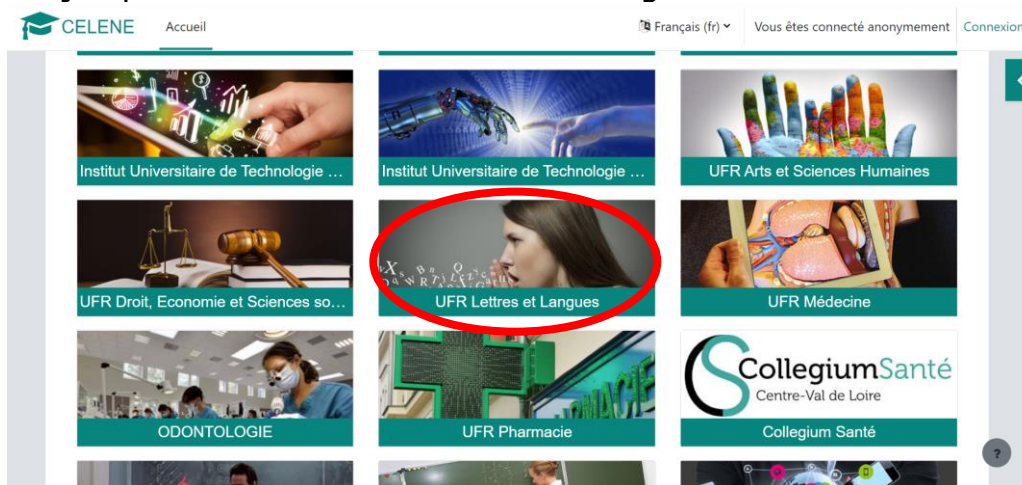 CELENE
Accueil
Français (fr)
Vous êtes connecté anonymement
Connexion
Institut Universitaire de Technologie ...
Institut Universitaire de Technologie ...
UFR Arts et Sciences Humaines
UFR Droit, Economie et Sciences so...
UFR Lettres et Langues
UFR Médecine
ODONTOLOGIE
UFR Pharmacie
CollegiumSanté
Centre-Val de Loire
Collegium Santé
?